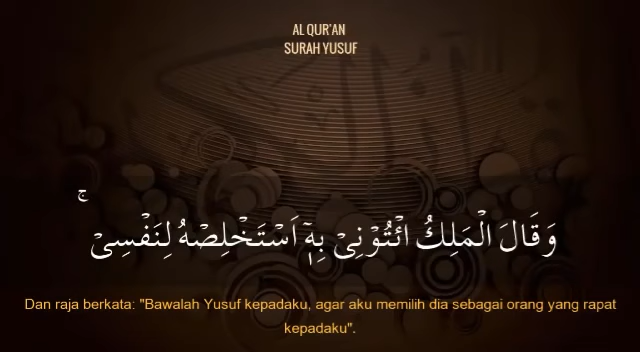 AL QUR'AN
SURAH YUSUF
وَقَالَ الْمَلِكُ ائْتُوْنِيْ بِهٖٓ اَسْتَخْلِصْهُ لِنَفْسِيْ ۚ
Dan raja berkata: "Bawalah Yusuf kepadaku, agar aku memilih dia sebagai orang yang rapat
kepadaku".